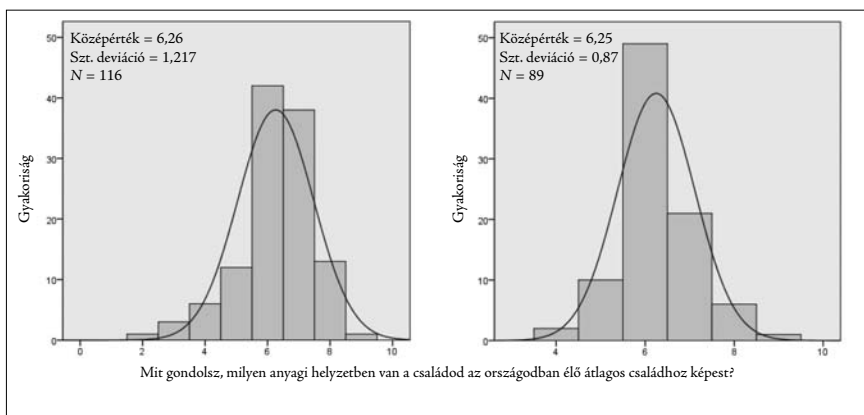 Középérték = 6,26
Szt. deviáció = 1,217
N = 116
Gyakoriság
50
40
30
20
10
0
0 2 4 6 8 10
Középérték = 6,25
Szt. deviáció = 0,87
N = 89
Gyakoriság
50
40
30
20
10
0
4 6 8 10
Mit gondolsz, milyen anyagi helyzetben van a családod az országodban élő átlagos családhoz képest?